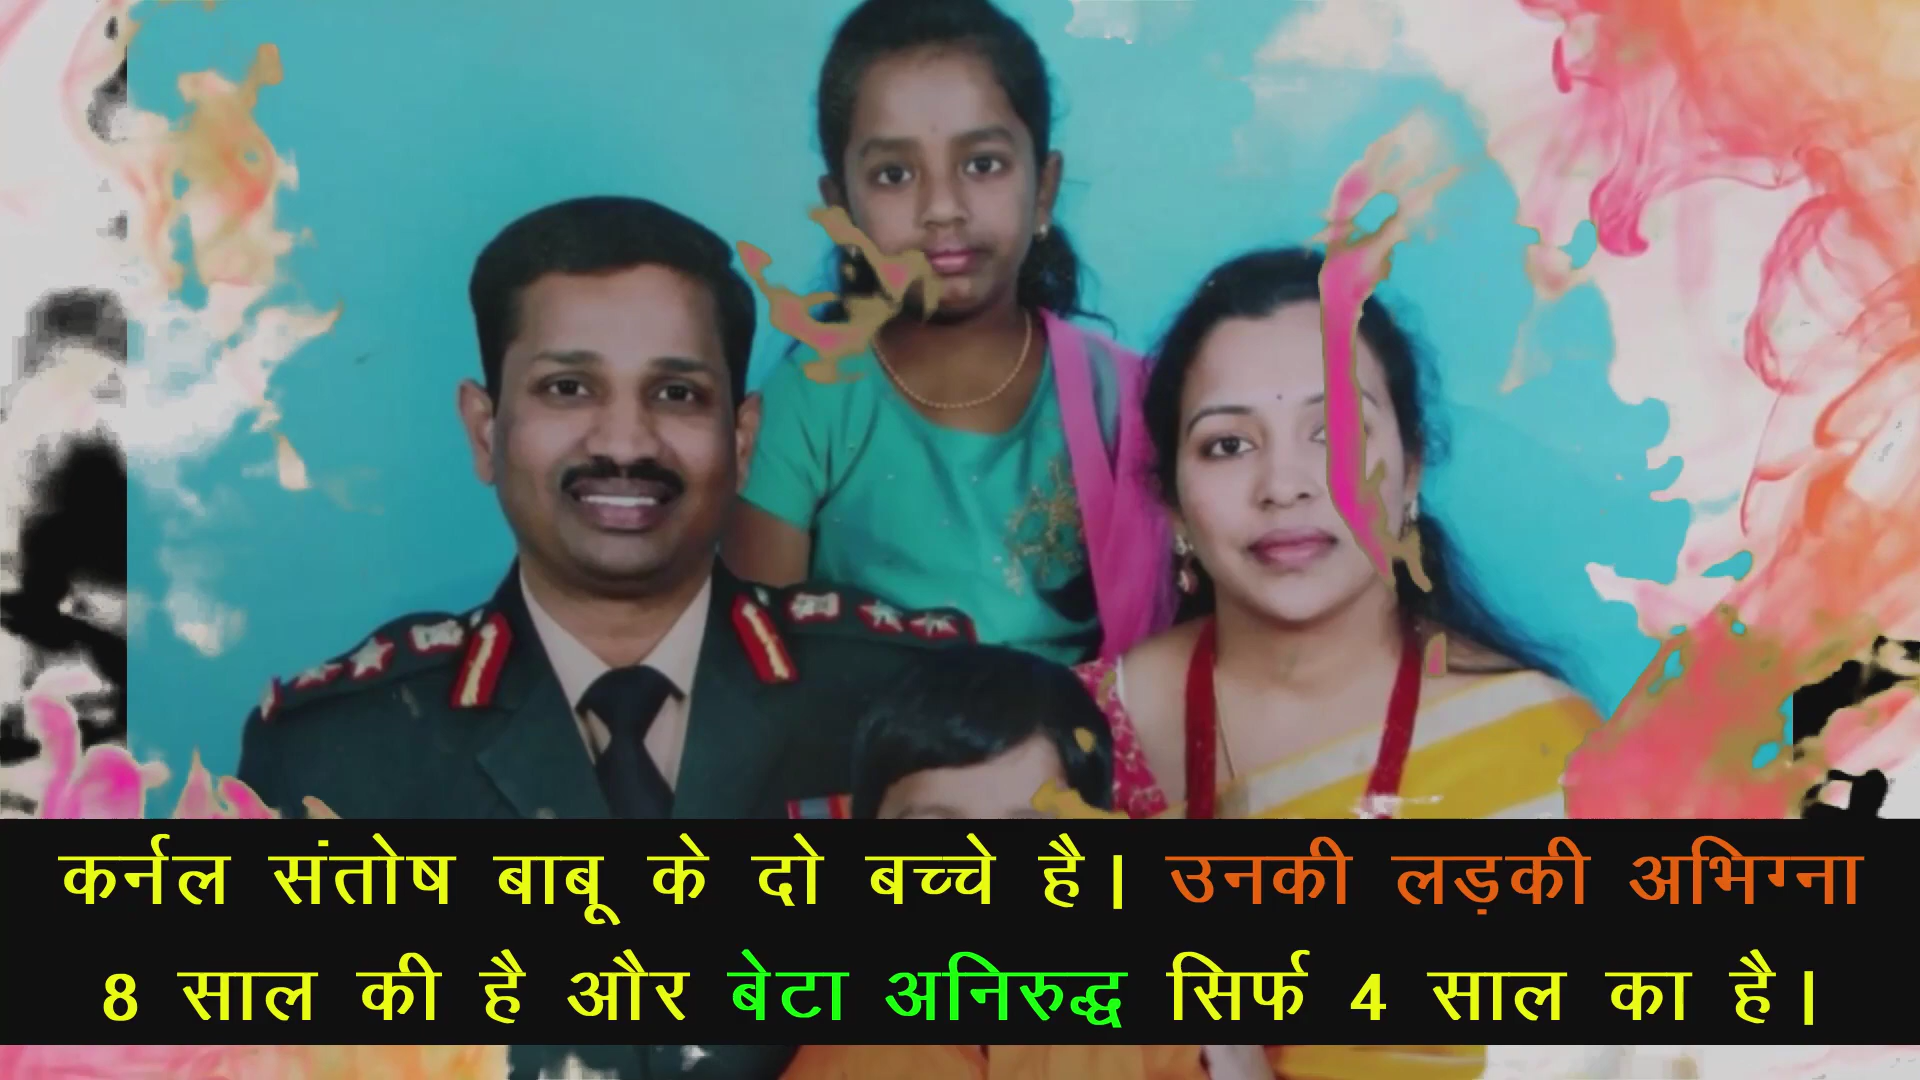 कर्नल संतोष बाबू के दो बच्चे है। उनकी लड़की अभिग्ना
8 साल की है और बेटा अनिरुद्ध सिर्फ 4 साल का है।